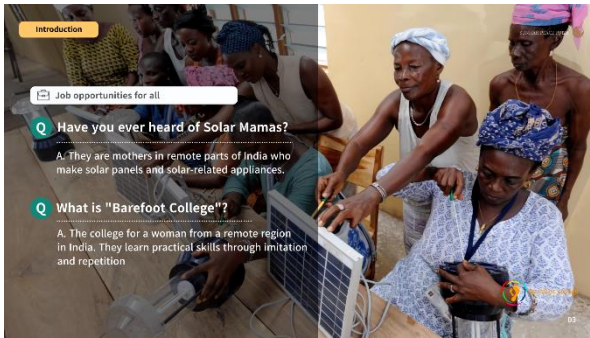 Introduction
Job opportunities for all
Q Have you ever heard of Solar Mamas?
A. They are mothers in remote parts of India who
make solar panels and solar-related appliances.
Q What is "Barefoot College"?
A. The college for a woman from a remote region
in India. They learn practical skills through imitation
and repetition
03